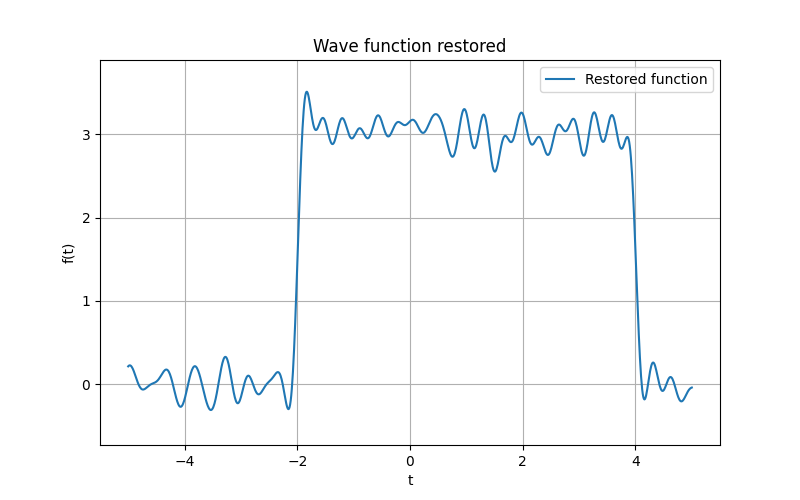 Wave function restored
Restored function
3
2
1
0
f(t)
−4
−2
0
2
4
t